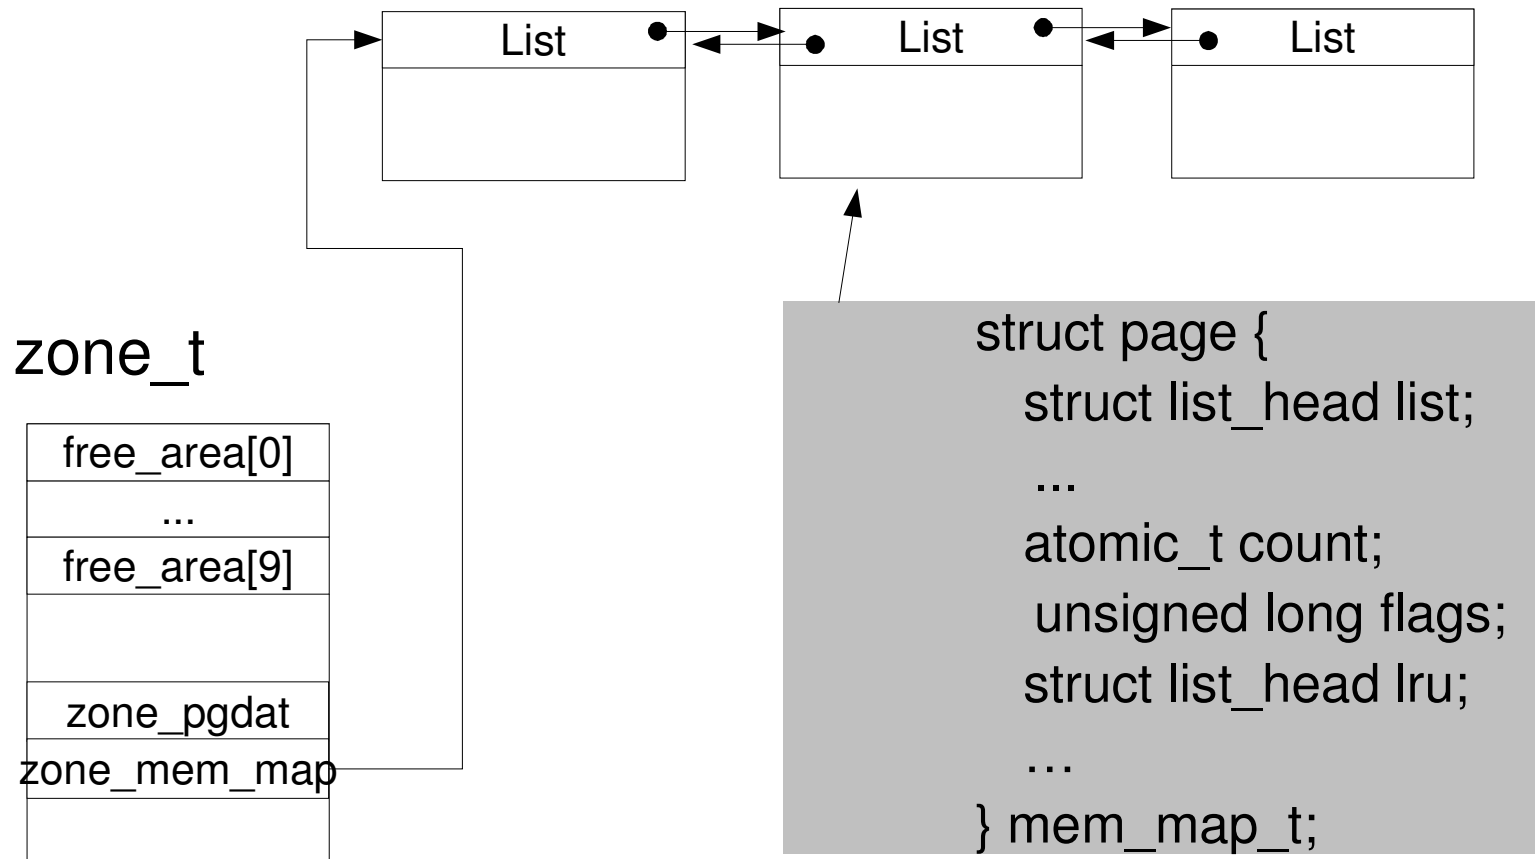 List
List
List
zone_t
free_area[0]
...
free_area[9]
zone_pgdat
zone_mem_map
struct page {
struct list_head list;
...
atomic_t count;
unsigned long flags;
struct list_head lru;
…
} mem_map_t;